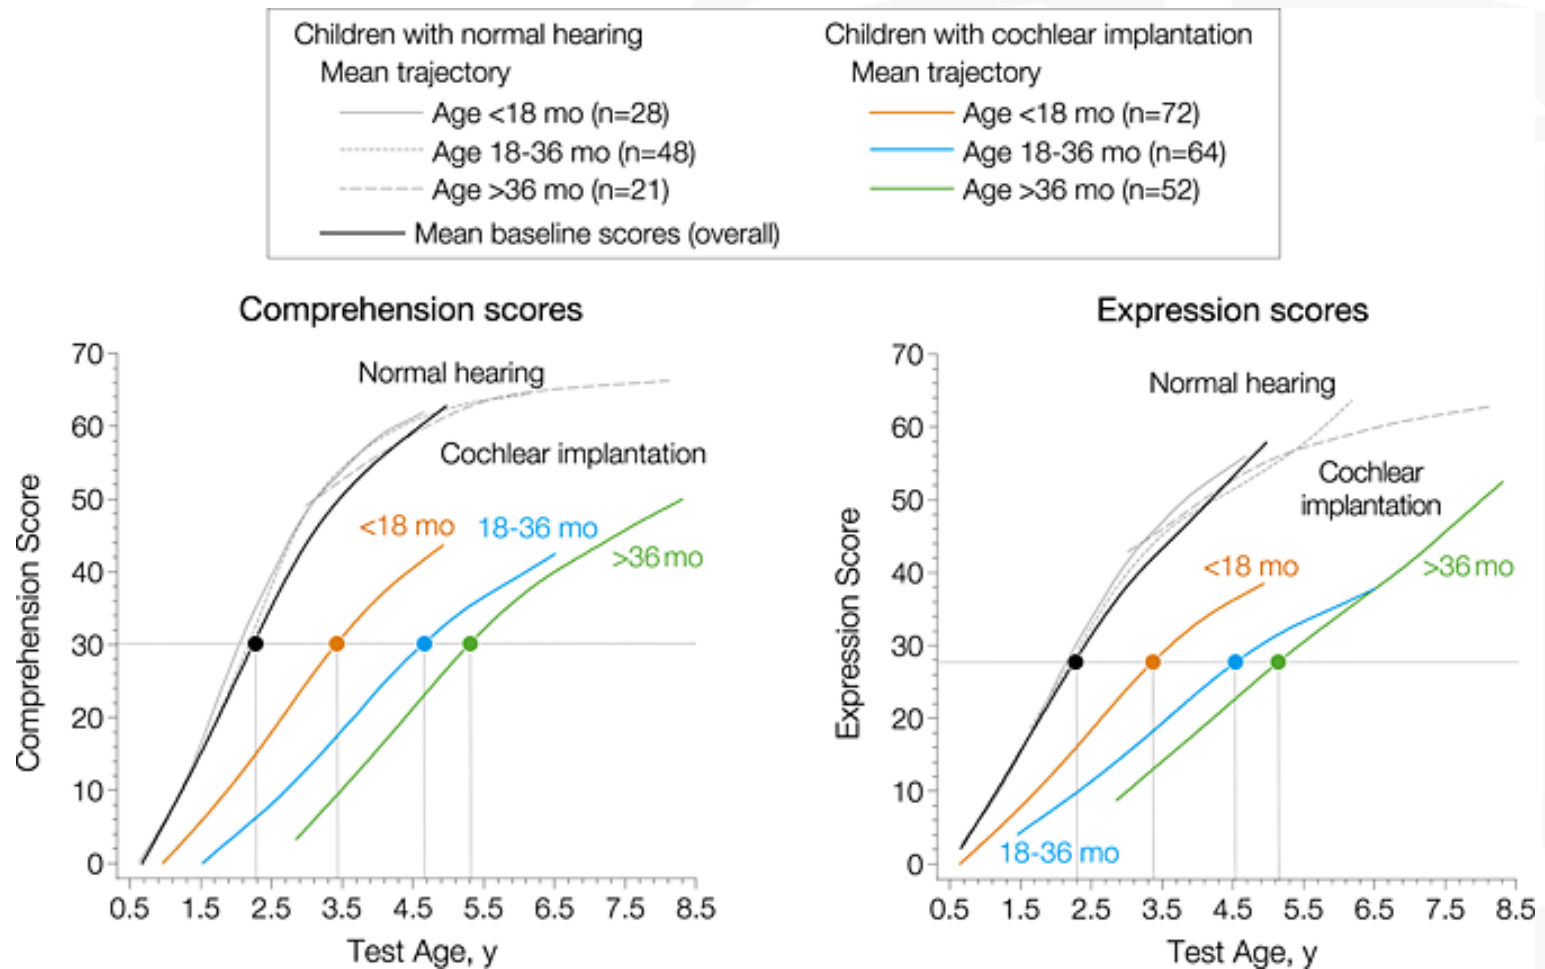 Children with normal hearing
Mean trajectory
Age <18 mo (n=28)
Age 18-36 mo (n=48)
Age >36 mo (n=21)
Mean baseline scores (overall)
Children with cochlear implantation
Mean trajectory
Age <18 mo (n=72)
Age 18-36 mo (n=64)
Age >36 mo (n=52)
Comprehension scores
Comprehension Score
70
60
50
40
30
20
10
0
Normal hearing
Cochlear implantation
<18 mo
18-36 mo
>36 mo
0.5 1.5 2.5 3.5 4.5 5.5 6.5 7.5 8.5
Test Age, y
Expression scores
Expression Score
70
60
50
40
30
20
10
0
Normal hearing
Cochlear
implantation
<18 mo
>36 mo
18-36 mo
0.5 1.5 2.5 3.5 4.5 5.5 6.5 7.5 8.5
Test Age, y